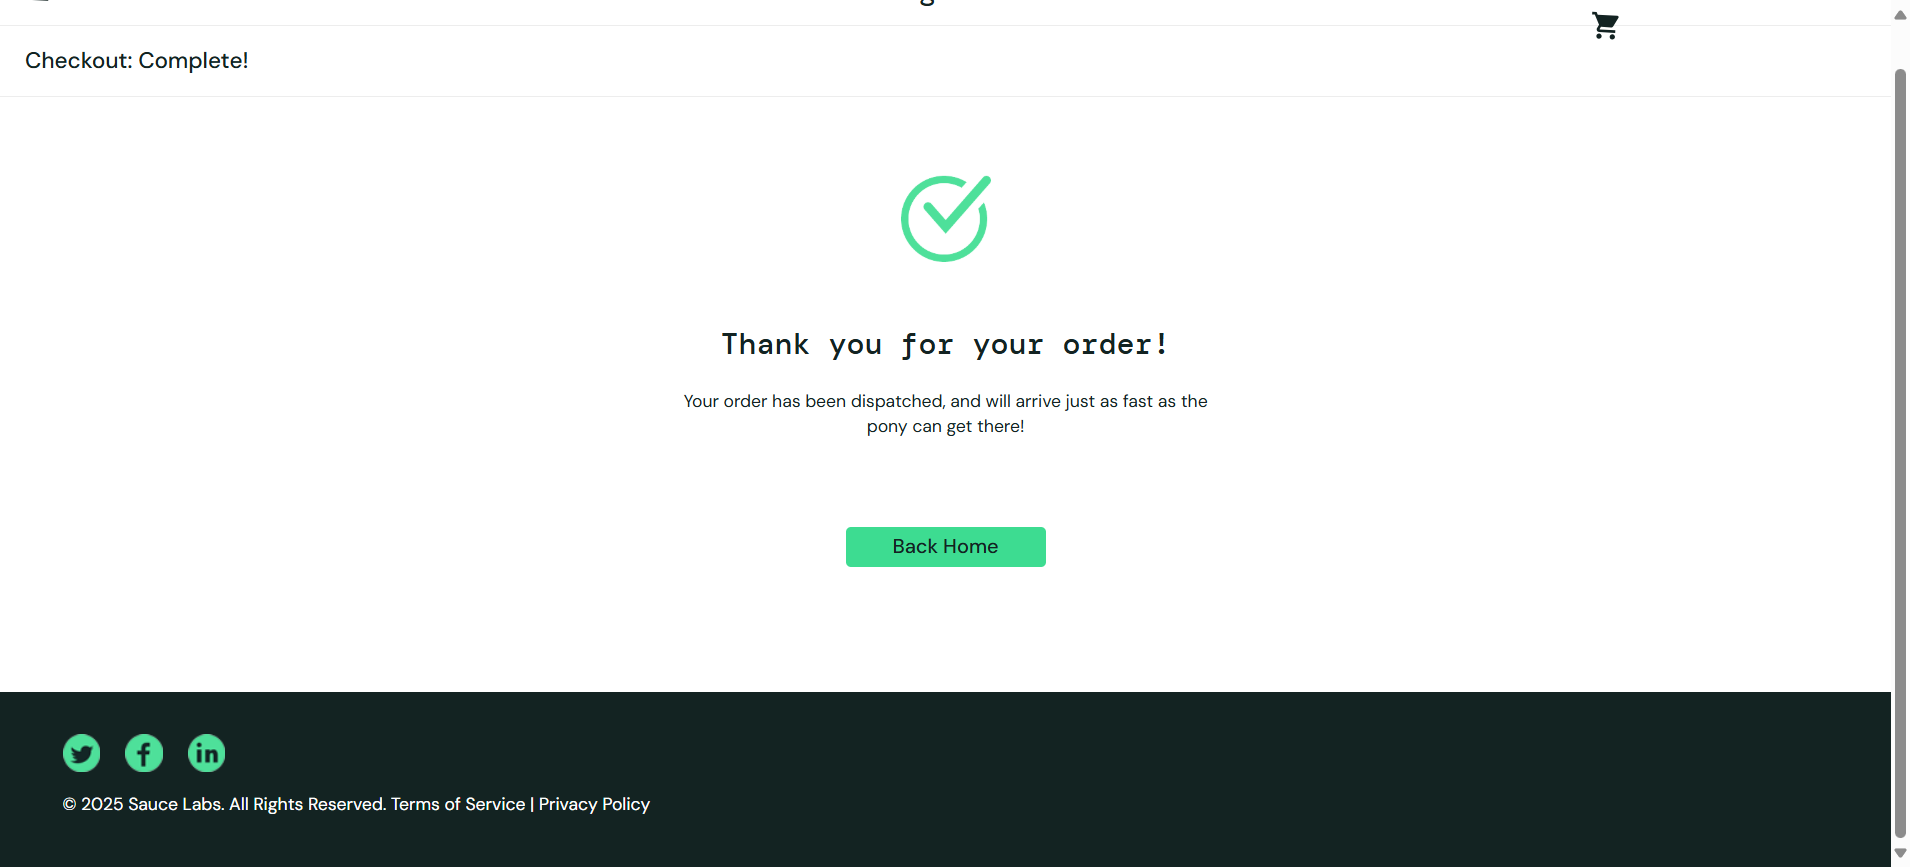 Checkout: Complete!
Thank you for your order!
Your order has been dispatched, and will arrive just as fast as the
pony can get there!
Back Home
© 2025 Sauce Labs. All Rights Reserved. Terms of Service | Privacy Policy